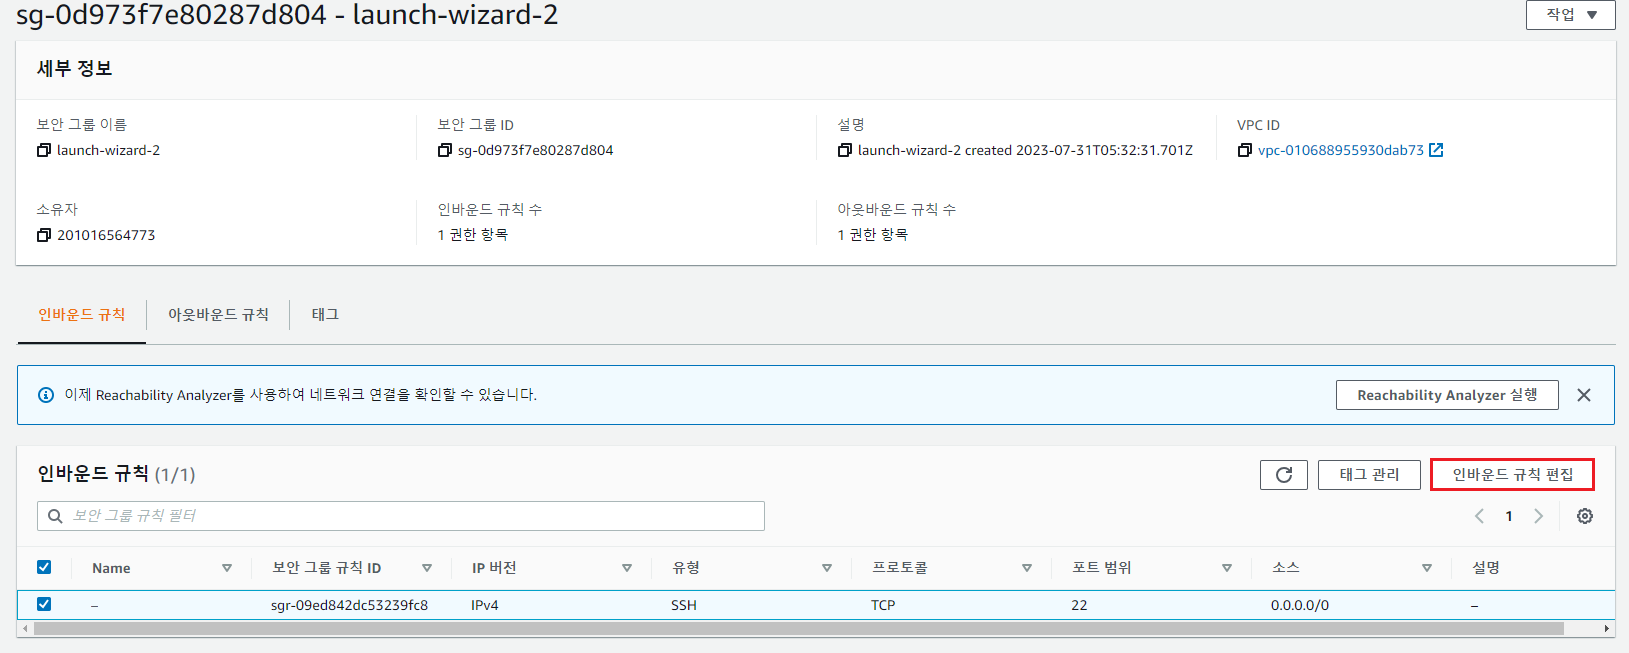 sg-0d973f7e80287d804 - launch-wizard-2
작업
세부 정보
보안 그룹 이름
launch-wizard-2
보안 그룹 ID
sg-0d973f7e80287d804
설명
launch-wizard-2 created 2023-07-31T05:32:31.701Z
VPC ID
vpc-010688955930dab73
소유자
201016564773
인바운드 규칙 수
1 권한 항목
아웃바운드 규칙 수
1 권한 항목
인바운드 규칙
아웃바운드 규칙
태그
이제 Reachability Analyzer를 사용하여 네트워크 연결을 확인할 수 있습니다.
Reachability Analyzer 실행
인바운드 규칙 (1/1)
태그 관리
인바운드 규칙 편집
보안 그룹 규칙 필터
1
Name 보안 그룹 규칙 ID IP 버전 유형 프로토콜 포트 범위 소스 설명
– sgr-09ed842dc53239fc8 IPv4 SSH TCP 22 0.0.0.0/0 –